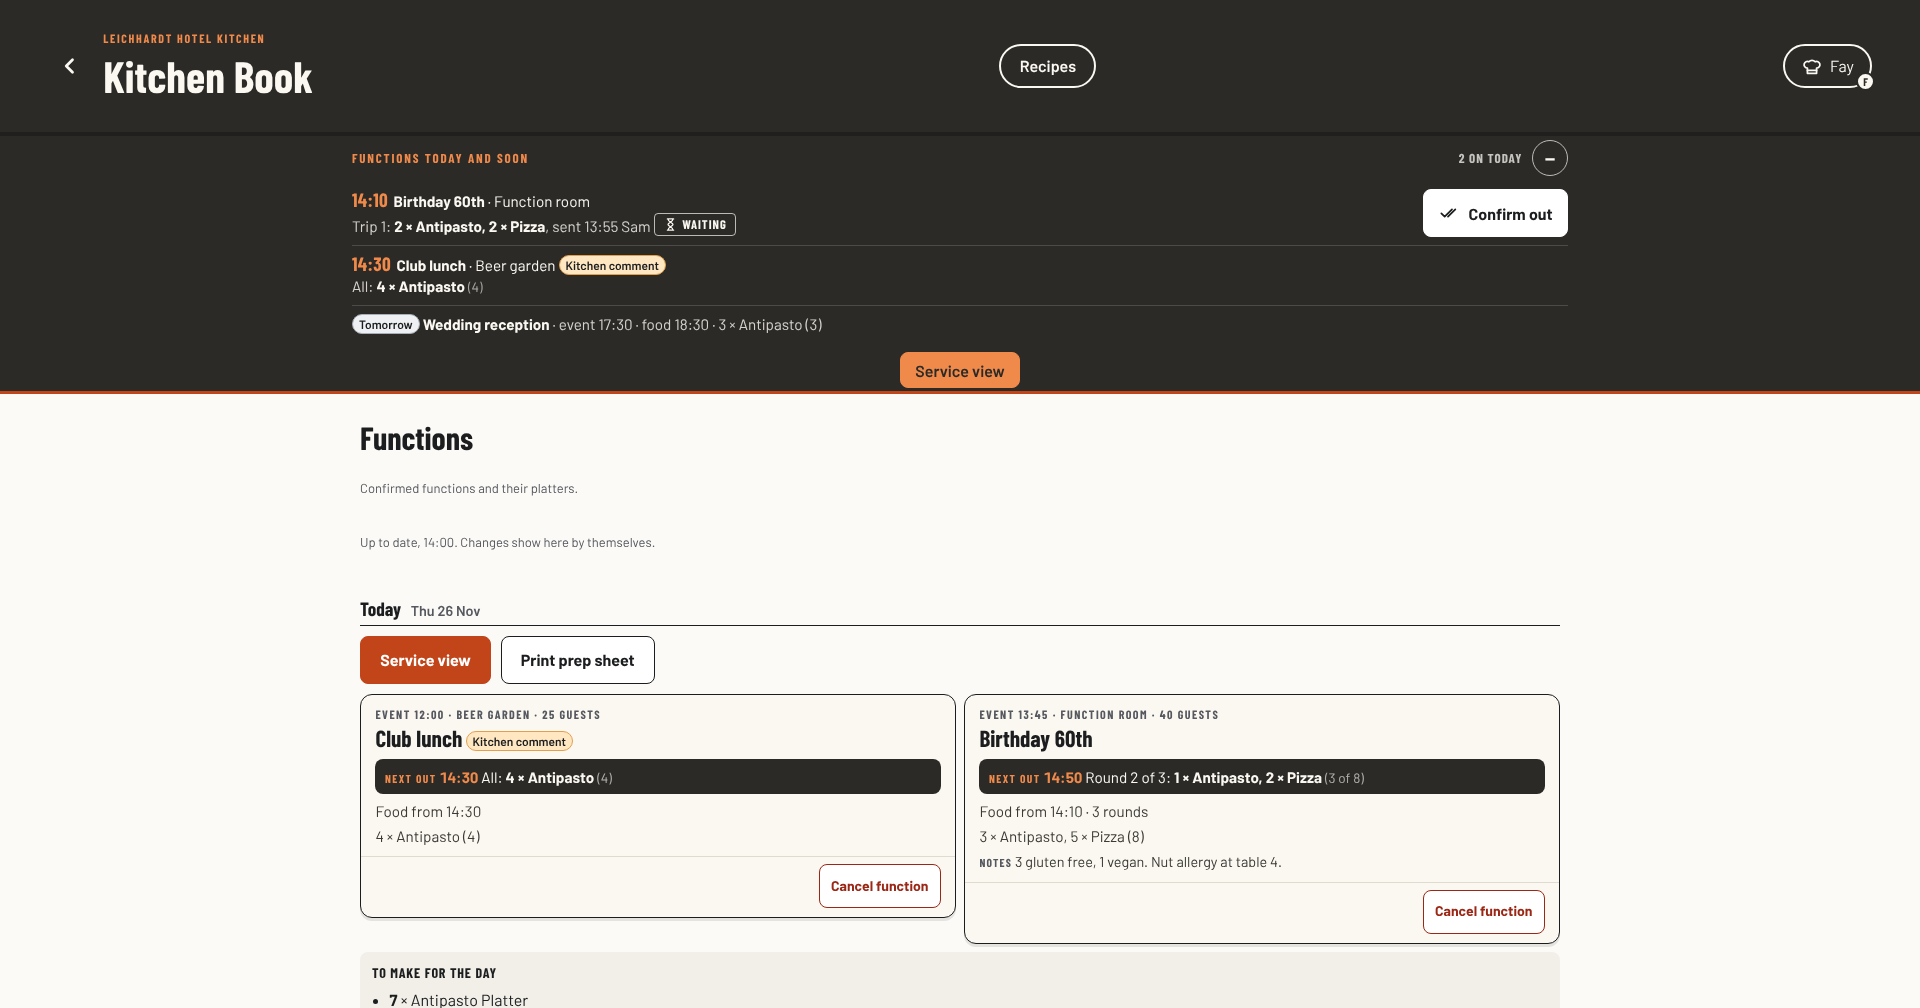 LEICHHARDT HOTEL KITCHEN
Kitchen Book
Recipes
Fay
F
FUNCTIONS TODAY AND SOON
2 ON TODAY
14:10 Birthday 60th · Function room
Trip 1: 2 × Antipasto, 2 × Pizza, sent 13:55 Sam WAITING
Confirm out
14:30 Club lunch · Beer garden Kitchen comment
All: 4 × Antipasto (4)
Tomorrow Wedding reception · event 17:30 · food 18:30 · 3 × Antipasto (3)
Service view
Functions
Confirmed functions and their platters.
Up to date, 14:00. Changes show here by themselves.
Today Thu 26 Nov
Service view
Print prep sheet
EVENT 12:00 · BEER GARDEN · 25 GUESTS
Club lunch Kitchen comment
NEXT OUT 14:30 All: 4 × Antipasto (4)
Food from 14:30
4 × Antipasto (4)
Cancel function
EVENT 13:45 · FUNCTION ROOM · 40 GUESTS
Birthday 60th
NEXT OUT 14:50 Round 2 of 3: 1 × Antipasto, 2 × Pizza (3 of 8)
Food from 14:10 · 3 rounds
3 × Antipasto, 5 × Pizza (8)
NOTES 3 gluten free, 1 vegan. Nut allergy at table 4.
Cancel function
TO MAKE FOR THE DAY
• 7 × Antipasto Platter